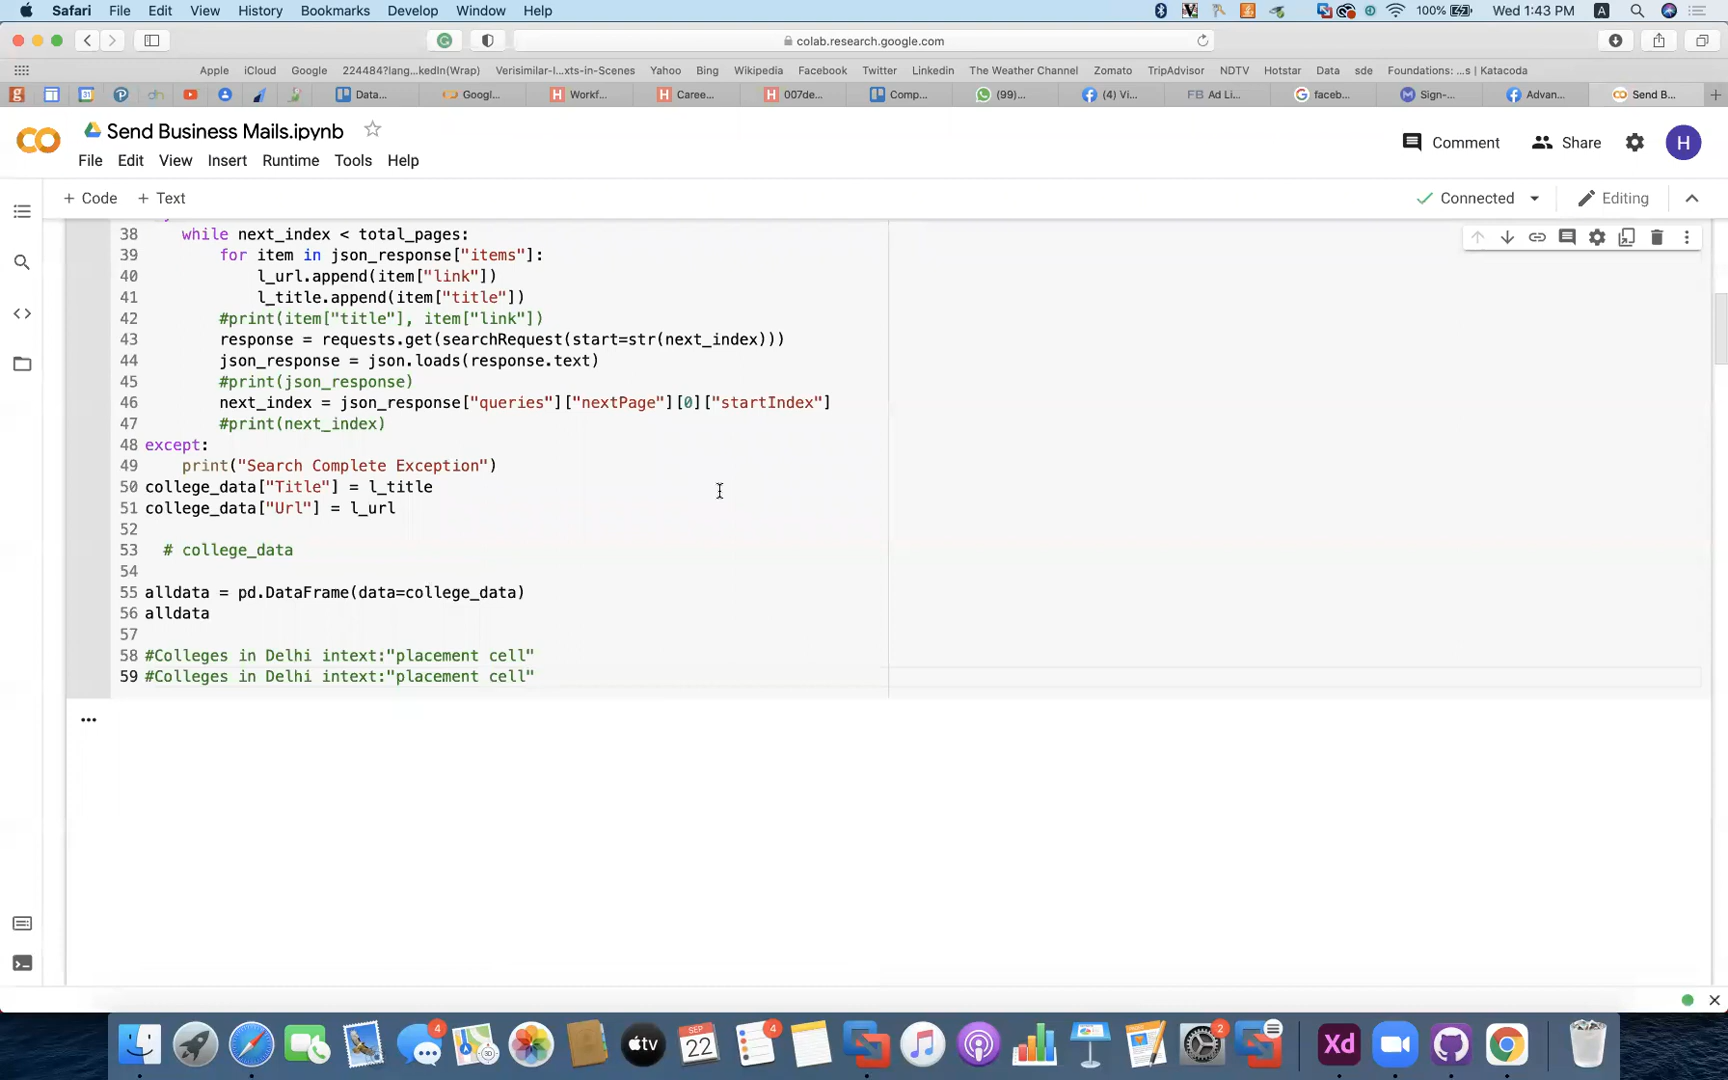 Safari File Edit View History Bookmarks Develop Window Help 100% Wed 1:43 PM A
colab.research.google.com
Apple iCloud Google 224484?lang...kedIn(Wrap) Verisimilar-I...xts-in-Scenes Yahoo Bing Wikipedia Facebook Twitter Linkedin The Weather Channel Zomato TripAdvisor NDTV Hotstar Data sde Foundations: ...s | Katacoda
Data... Googl... Workf... Caree... 007de... Comp... (99)... (4) Vi... FB Ad Li... faceb... Sign-... Advan... Send B...
Send Business Mails.ipynb
Comment Share H
File Edit View Insert Runtime Tools Help
+ Code + Text Connected Editing
38 while next_index < total_pages:
39 for item in json_response["items"]:
40 l_url.append(item["link"])
41 l_title.append(item["title"])
42 #print(item["title"], item["link"])
43 response = requests.get(searchRequest(start=str(next_index)))
44 json_response = json.loads(response.text)
45 #print(json_response)
46 next_index = json_response["queries"]["nextPage"][0]["startIndex"]
47 #print(next_index)
48 except:
49 print("Search Complete Exception")
50 college_data["Title"] = l_title
51 college_data["Url"] = l_url
52
53 # college_data
54
55 alldata = pd.DataFrame(data=college_data)
56 alldata
57
58 #Colleges in Delhi intext:"placement cell"
59 #Colleges in Delhi intext:"placement cell"
...
4 tv SEP 22 4 2 Xd